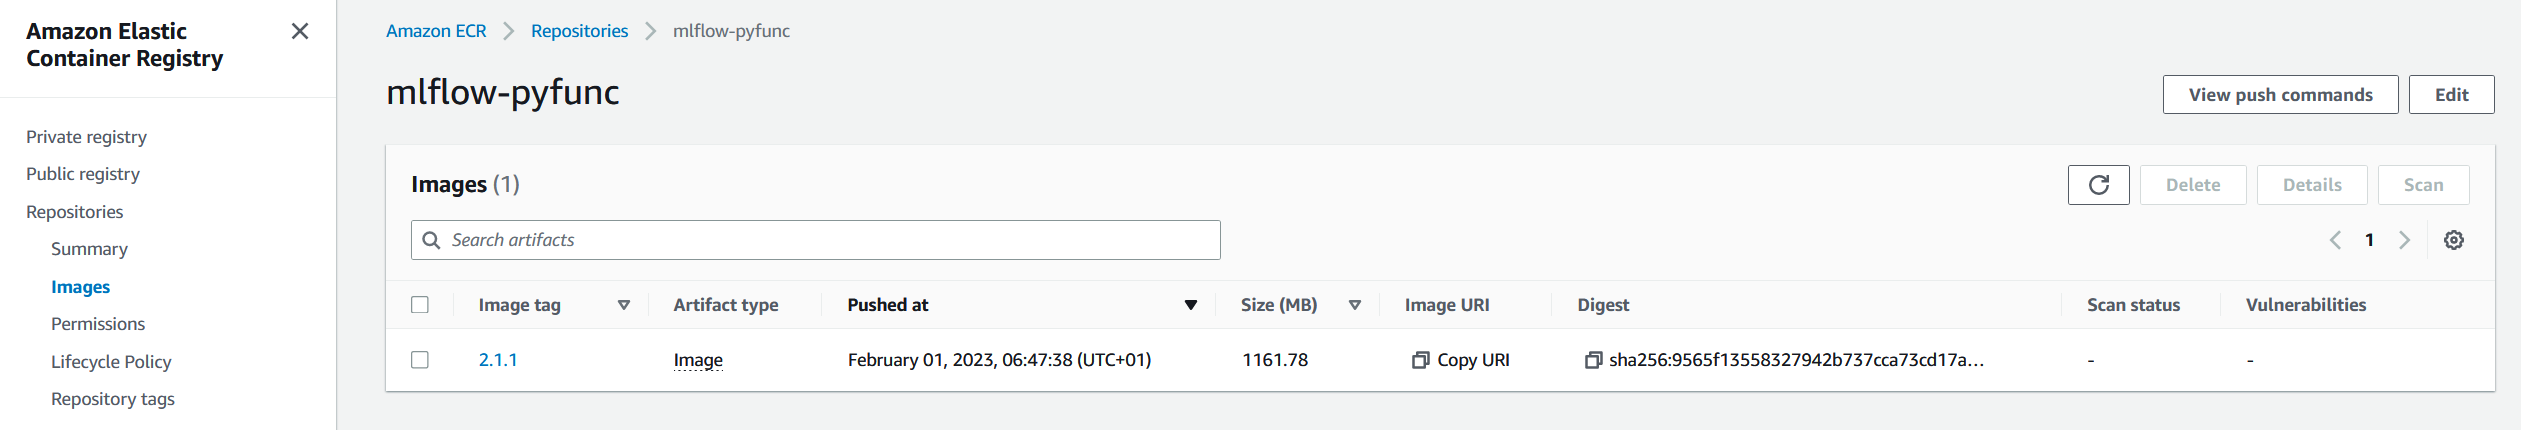 Amazon Elastic
Container Registry
Private registry
Public registry
Repositories
Summary
Images
Permissions
Lifecycle Policy
Repository tags
Amazon ECR > Repositories > mlflow-pyfunc
mlflow-pyfunc
View push commands Edit
Images (1)
Delete Details Scan
Search artifacts
1
Image tag Artifact type Pushed at Size (MB) Image URI Digest Scan status Vulnerabilities
2.1.1 Image February 01, 2023, 06:47:38 (UTC+01) 1161.78 Copy URI sha256:9565f13558327942b737cca73cd17a... - -